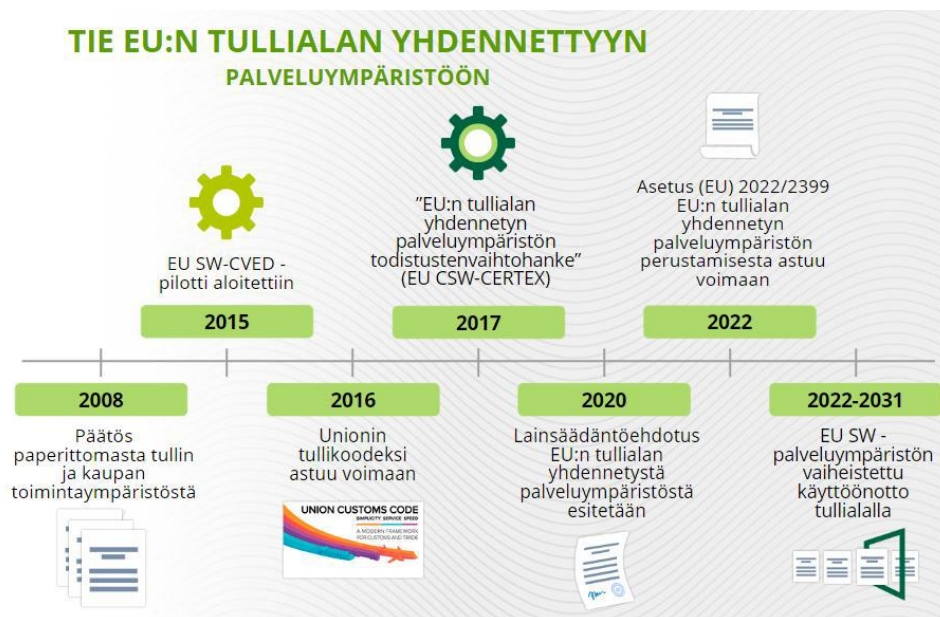 TIE EU:N TULLIALAN YHDENNETTYYN
PALVELUYMPÄRISTÖÖN
EU SW-CVED -
pilotti aloitettiin
2015
”EU:n tullialan
yhdennetyn
palveluympäristön
todistustenvaihtohanke”
(EU CSW-CERTEX)
2017
Asetus (EU) 2022/2399
EU:n tullialan
yhdennetyn
palveluympäristön
perustamisesta astuu
voimaan
2022
2008
Päätös
paperittomasta tullin
ja kaupan
toimintaympäristöstä
2016
Unionin
tullikoodeksi
astuu voimaan
UNION CUSTOMS CODE
SIMPLICITY SERVICE SPEED
A MODERN FRAMEWORK
FOR CUSTOMS AND TRADE
2020
Lainsäädäntöehdotus
EU:n tullialan
yhdennetystä
palveluympäristöstä
esitetään
2022-2031
EU SW -
palveluympäristön
vaiheistettu
käyttöönotto
tullialalla